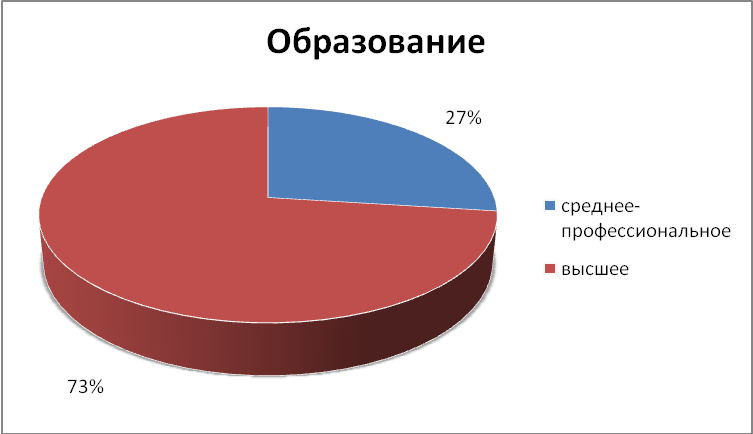 Образование
27%
среднее-
профессиональное
высшее
73%